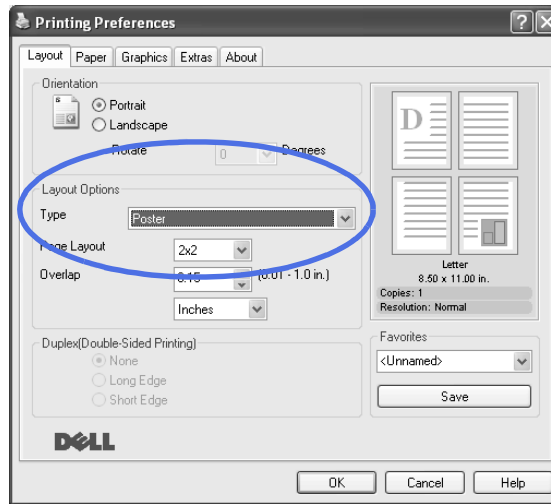 Printing Preferences
Layout Paper Graphics Extras About
Orientation
Portrait
Landscape
Rotate 0 Degrees
Layout Options
Type Poster
Page Layout 2x2
Overlap 0.15 (0.01 - 1.0 in.)
Inches
Duplex(Double-Sided Printing)
None
Long Edge
Short Edge
DELL
D
Letter
8.50 x 11.00 in.
Copies: 1
Resolution: Normal
Favorites
<Unnamed>
Save
OK Cancel Help